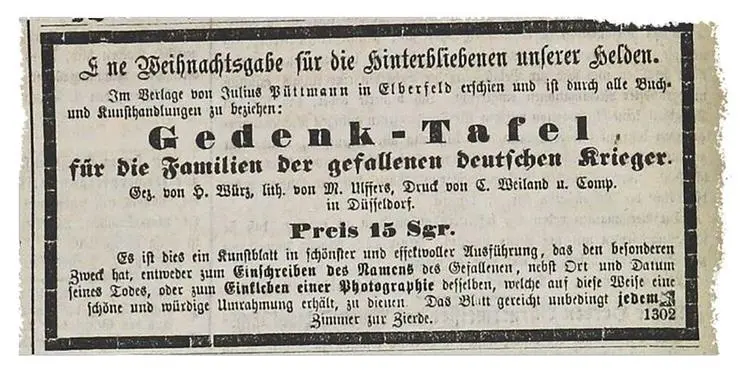 E ne Weihnachtsgabe für die Hinterbliebenen unserer Helden.
Im Verlage von Julius Püttmann in Elberfeld erschien und ist durch alle Buch-
und Kunsthandlungen zu beziehen:
Gedenk-Tafel,
für die Familien der gefallenen deutschen Krieger.
Gez. von H. Würz, lith. von M. Ulffers, Druck von C. Weiland u. Comp.
in Düsseldorf.
Preis 15 Sgr.
Es ist dies ein Kunstblatt in schönster und effektvoller Ausführung, das den besonderen
Zweck hat, entweder zum Einschreiben des Namens des Gefallenen, nebst Ort und Datum
seines Todes, oder zum Einkleben einer Photographie desselben, welche auf diese Weise eine
schöne und würdige Umrahmung erhält, zu dienen. Das Blatt gereicht unbedingt jedem
Zimmer zur Zierde. 1302